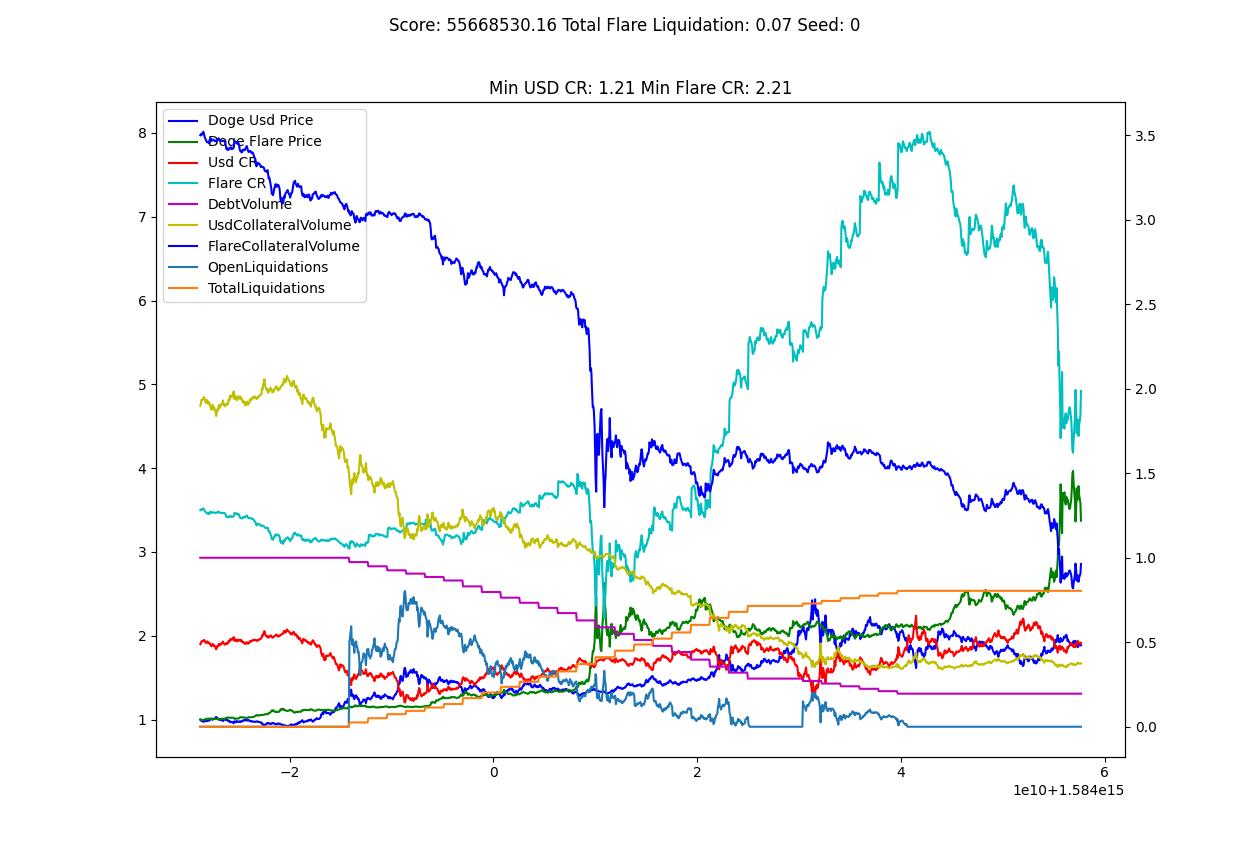 Score: 55668530.16 Total Flare Liquidation: 0.07 Seed: 0
Min USD CR: 1.21 Min Flare CR: 2.21
Doge Usd Price
Doge Flare Price
Usd CR
Flare CR
DebtVolume
UsdCollateralVolume
FlareCollateralVolume
OpenLiquidations
TotalLiquidations
8
7
6
5
4
3
2
1
3.5
3.0
2.5
2.0
1.5
1.0
0.5
0.0
−2
0
2
4
6
1e10+1.584e15